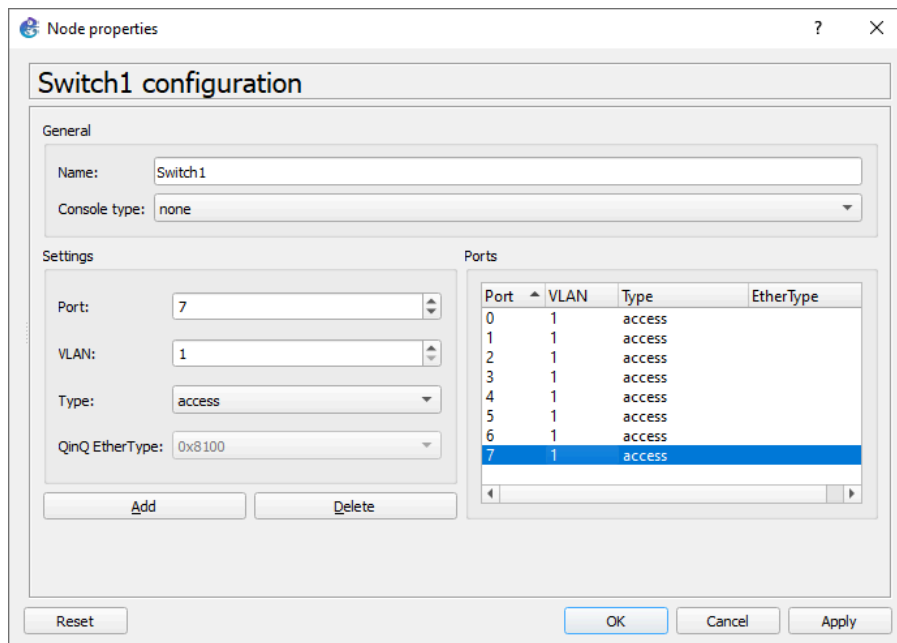 Node properties
?
Switch1 configuration
General
Name: Switch1
Console type: none
Settings
Port: 7
VLAN: 1
Type: access
QinQ EtherType: 0x8100
Add Delete
Ports
Port VLAN Type EtherType
0 1 access
1 1 access
2 1 access
3 1 access
4 1 access
5 1 access
6 1 access
7 1 access
Reset OK Cancel Apply